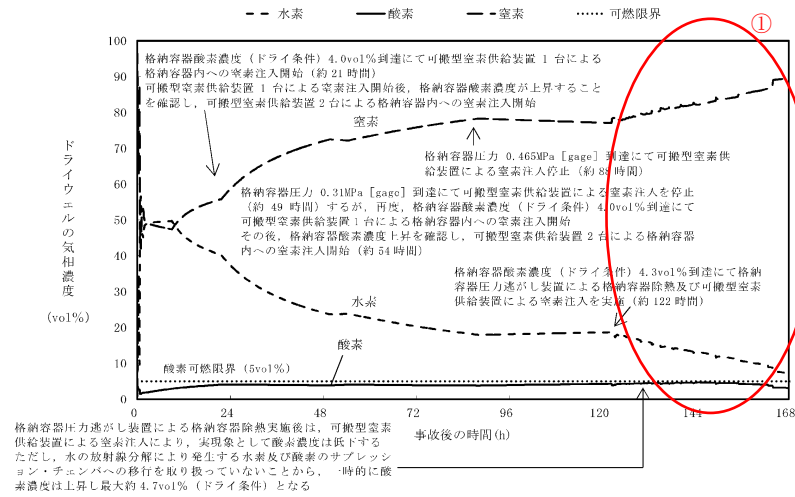 水素 酸素 窒素 可燃限界
①
100
90
80
70
60
50
40
30
20
10
0
ドライウェルの気相濃度
(vol%)
格納容器酸素濃度（ドライ条件）4.0vol%到達にて可搬型窒素供給装置 1 台による
格納容器内への窒素注入開始（約 21 時間）
可搬型窒素供給装置 1 台による窒素注入開始後，格納容器酸素濃度が上昇すること
を確認し，可搬型窒素供給装置 2 台による格納容器内への窒素注入開始
窒素
格納容器圧力 0.465MPa［gage］到達にて可搬型窒素供
給装置による窒素注入停止（約 88 時間）
格納容器圧力 0.31MPa［gage］到達にて可搬型窒素供給装置による窒素注入を停止
（約 49 時間）するが，再度，格納容器酸素濃度（ドライ条件）4.0vol%到達にて
可搬型窒素供給装置 1 台による格納容器内への窒素注入開始
その後，格納容器酸素濃度上昇を確認し，可搬型窒素供給装置 2 台による格納容器
内への窒素注入開始（約 54 時間）
格納容器酸素濃度（ドライ条件）4.3vol%到達にて格納
容器圧力逃がし装置による格納容器除熱及び可搬型窒素
供給装置による窒素注入を実施（約 122 時間）
水素
酸素
酸素可燃限界（5vol%）
0 24 48 72 96 120 144 168
事故後の時間(h)
格納容器圧力逃がし装置による格納容器除熱実施後は，可搬型窒素
供給装置による窒素注入により，実現象として酸素濃度は低下する
ただし，水の放射線分解により発生する水素及び酸素のサプレッ
ション・チェンバへの移行を取り扱っていないことから，一時的に酸
素濃度は上昇し最大約 4.7vol%（ドライ条件）となる